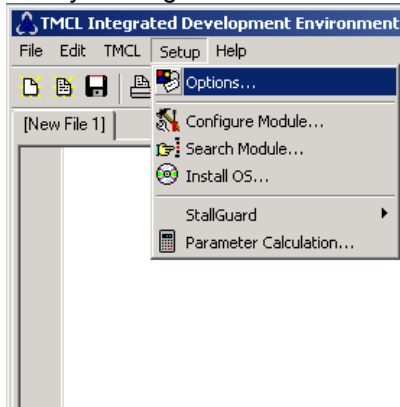 TMCL Integrated Development Environment
File Edit TMCL Setup Help
Options...
[New File 1]
Configure Module...
Search Module...
Install OS...
StallGuard
Parameter Calculation...